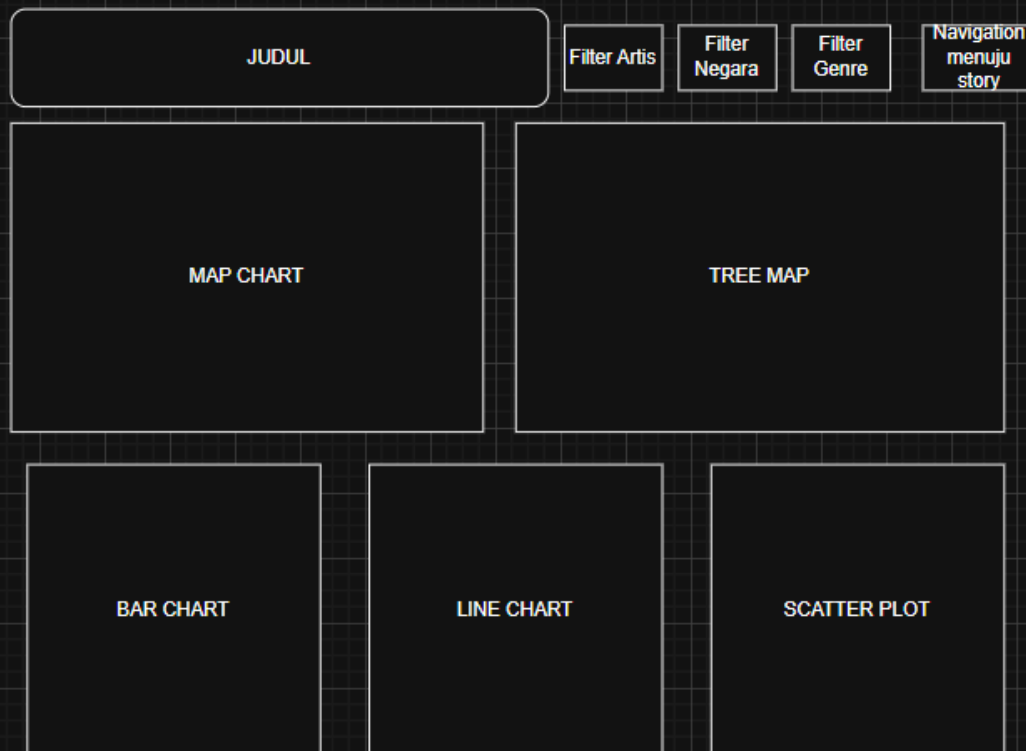 JUDUL
Filter Artis
Filter
Negara
Filter
Genre
Navigation
menuju
story
MAP CHART
TREE MAP
BAR CHART
LINE CHART
SCATTER PLOT